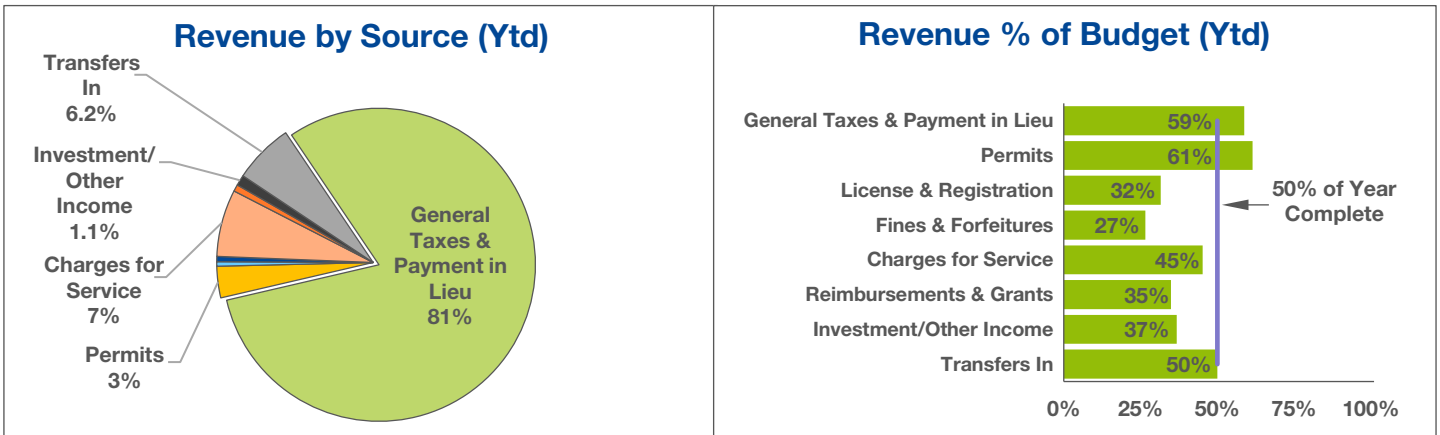 Revenue by Source (Ytd)
Transfers
In
6.2%
Investment/
Other
Income
1.1%
Charges for
Service
7%
Permits
3%
General
Taxes &
Payment in
Lieu
81%
Revenue % of Budget (Ytd)
General Taxes & Payment in Lieu 59%
Permits 61%
License & Registration 32%
Fines & Forfeitures 27%
Charges for Service 45%
Reimbursements & Grants 35%
Investment/Other Income 37%
Transfers In 50%
50% of Year
Complete
0% 25% 50% 75% 100%